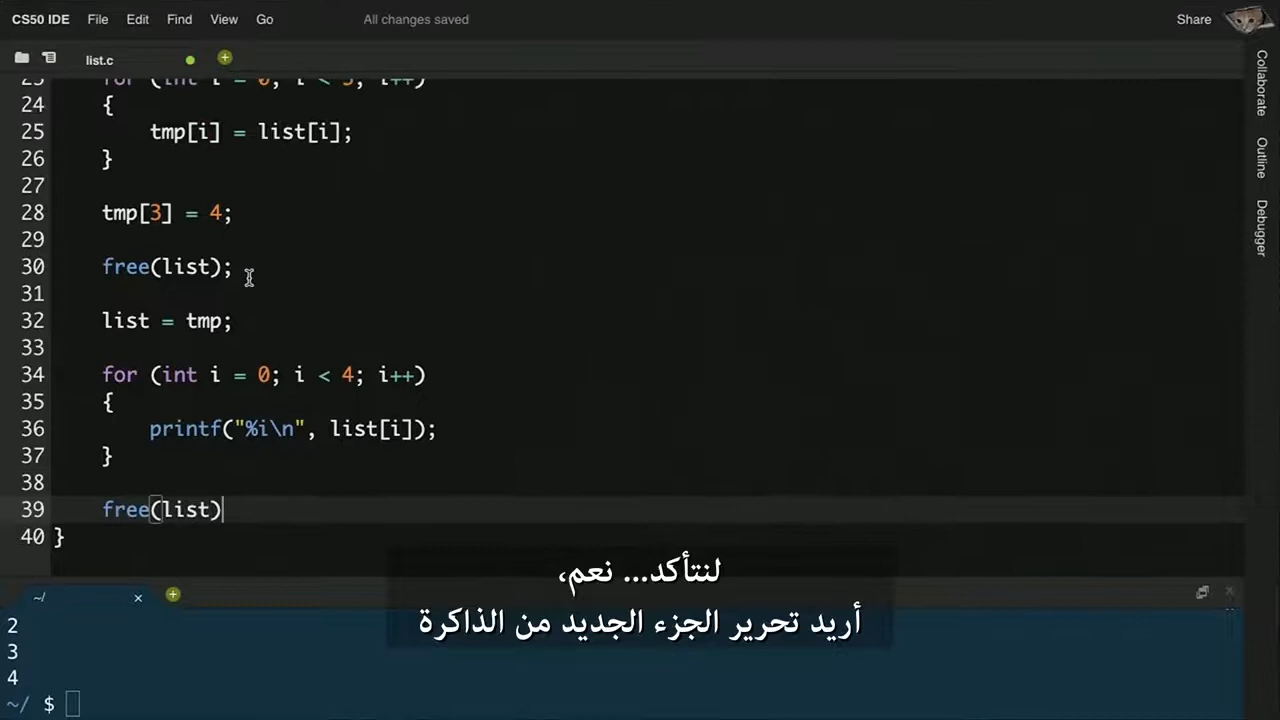 CS50 IDE File Edit Find View Go All changes saved Share
list.c
Collaborate
Outline
Debugger
24 {
25 tmp[i] = list[i];
26 }
27
28 tmp[3] = 4;
29
30 free(list);
31
32 list = tmp;
33
34 for (int i = 0; i < 4; i++)
35 {
36 printf("%i\n", list[i]);
37 }
38
39 free(list)
40 }
لنتأكد... نعم،
أريد تحرير الجزء الجديد من الذاكرة
~/
2
3
4
~/ $